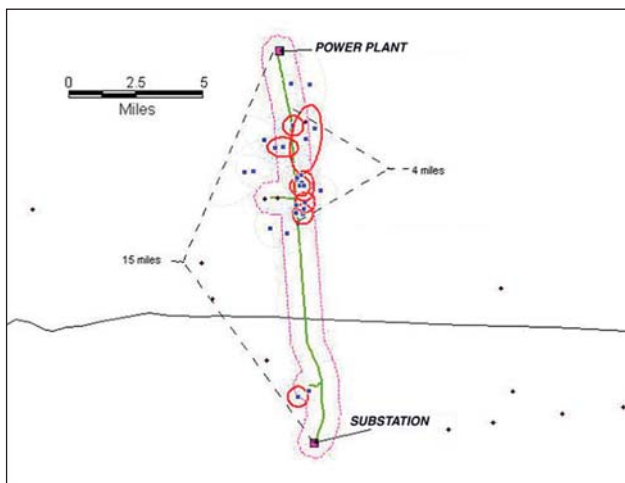 POWER PLANT
0 2.5 5
Miles
4 miles
15 miles
SUBSTATION